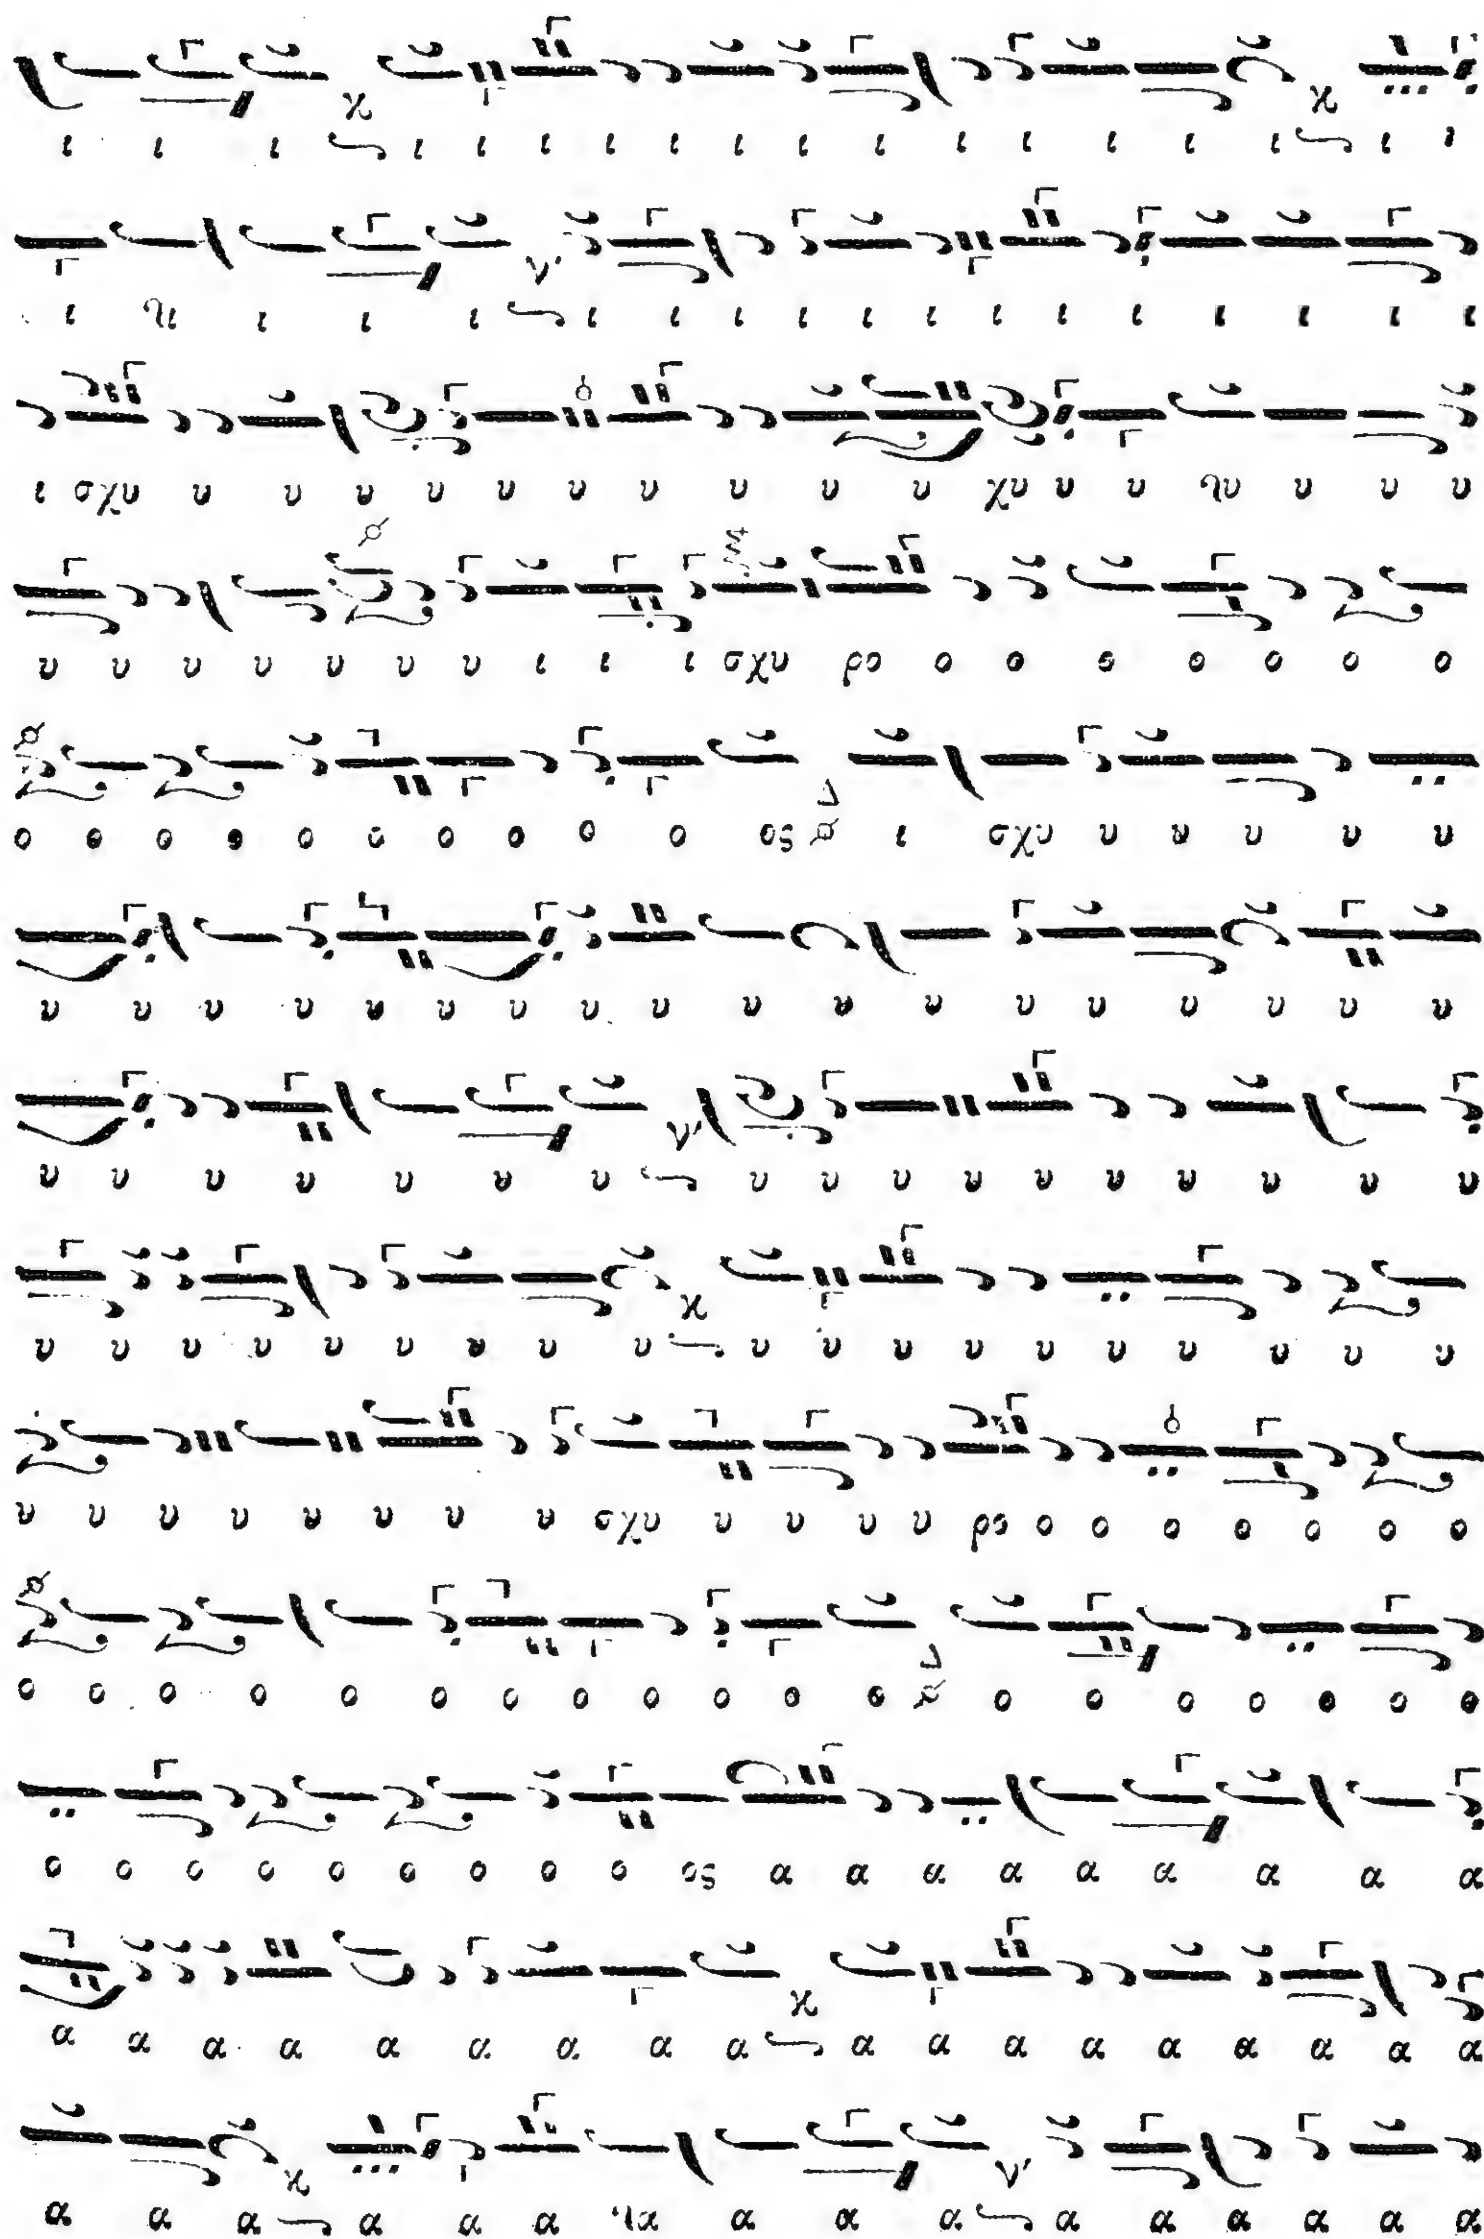 ι ι ι ι ι ι ι ι ι ι ι ι ι ι ι ι ι ι
ι ι ι ι ι ι ι ι ι ι ι ι ι ι ι ι ι
ι σχυ υ υ υ υ υ υ υ υ υ υ χυ υ υ υ υ υ
υ υ υ υ υ υ υ ι ι ι σχυ ρο ο ο ο ο ο ο ο
ο ο ο ο ο ο ο ο ο ο ος ι σχυ υ υ υ υ υ
υ υ υ υ υ υ υ υ υ υ υ υ υ υ υ υ υ υ
υ υ υ υ υ υ υ υ υ υ υ υ υ υ υ υ υ
υ υ υ υ υ υ υ υ υ υ υ υ υ υ υ υ υ υ υ
υ υ υ υ υ υ υ υ σχυ υ υ υ υ ρο ο ο ο ο ο ο ο
ο ο ο ο ο ο ο ο ο ο ο ο ο ο ο ο ο ο ο ο
ο ο ο ο ο ο ο ο ο ος α α α α α α α α α
α α α α α α α α α α α α α α α α α α
α α α α α α α α α α α α α α α